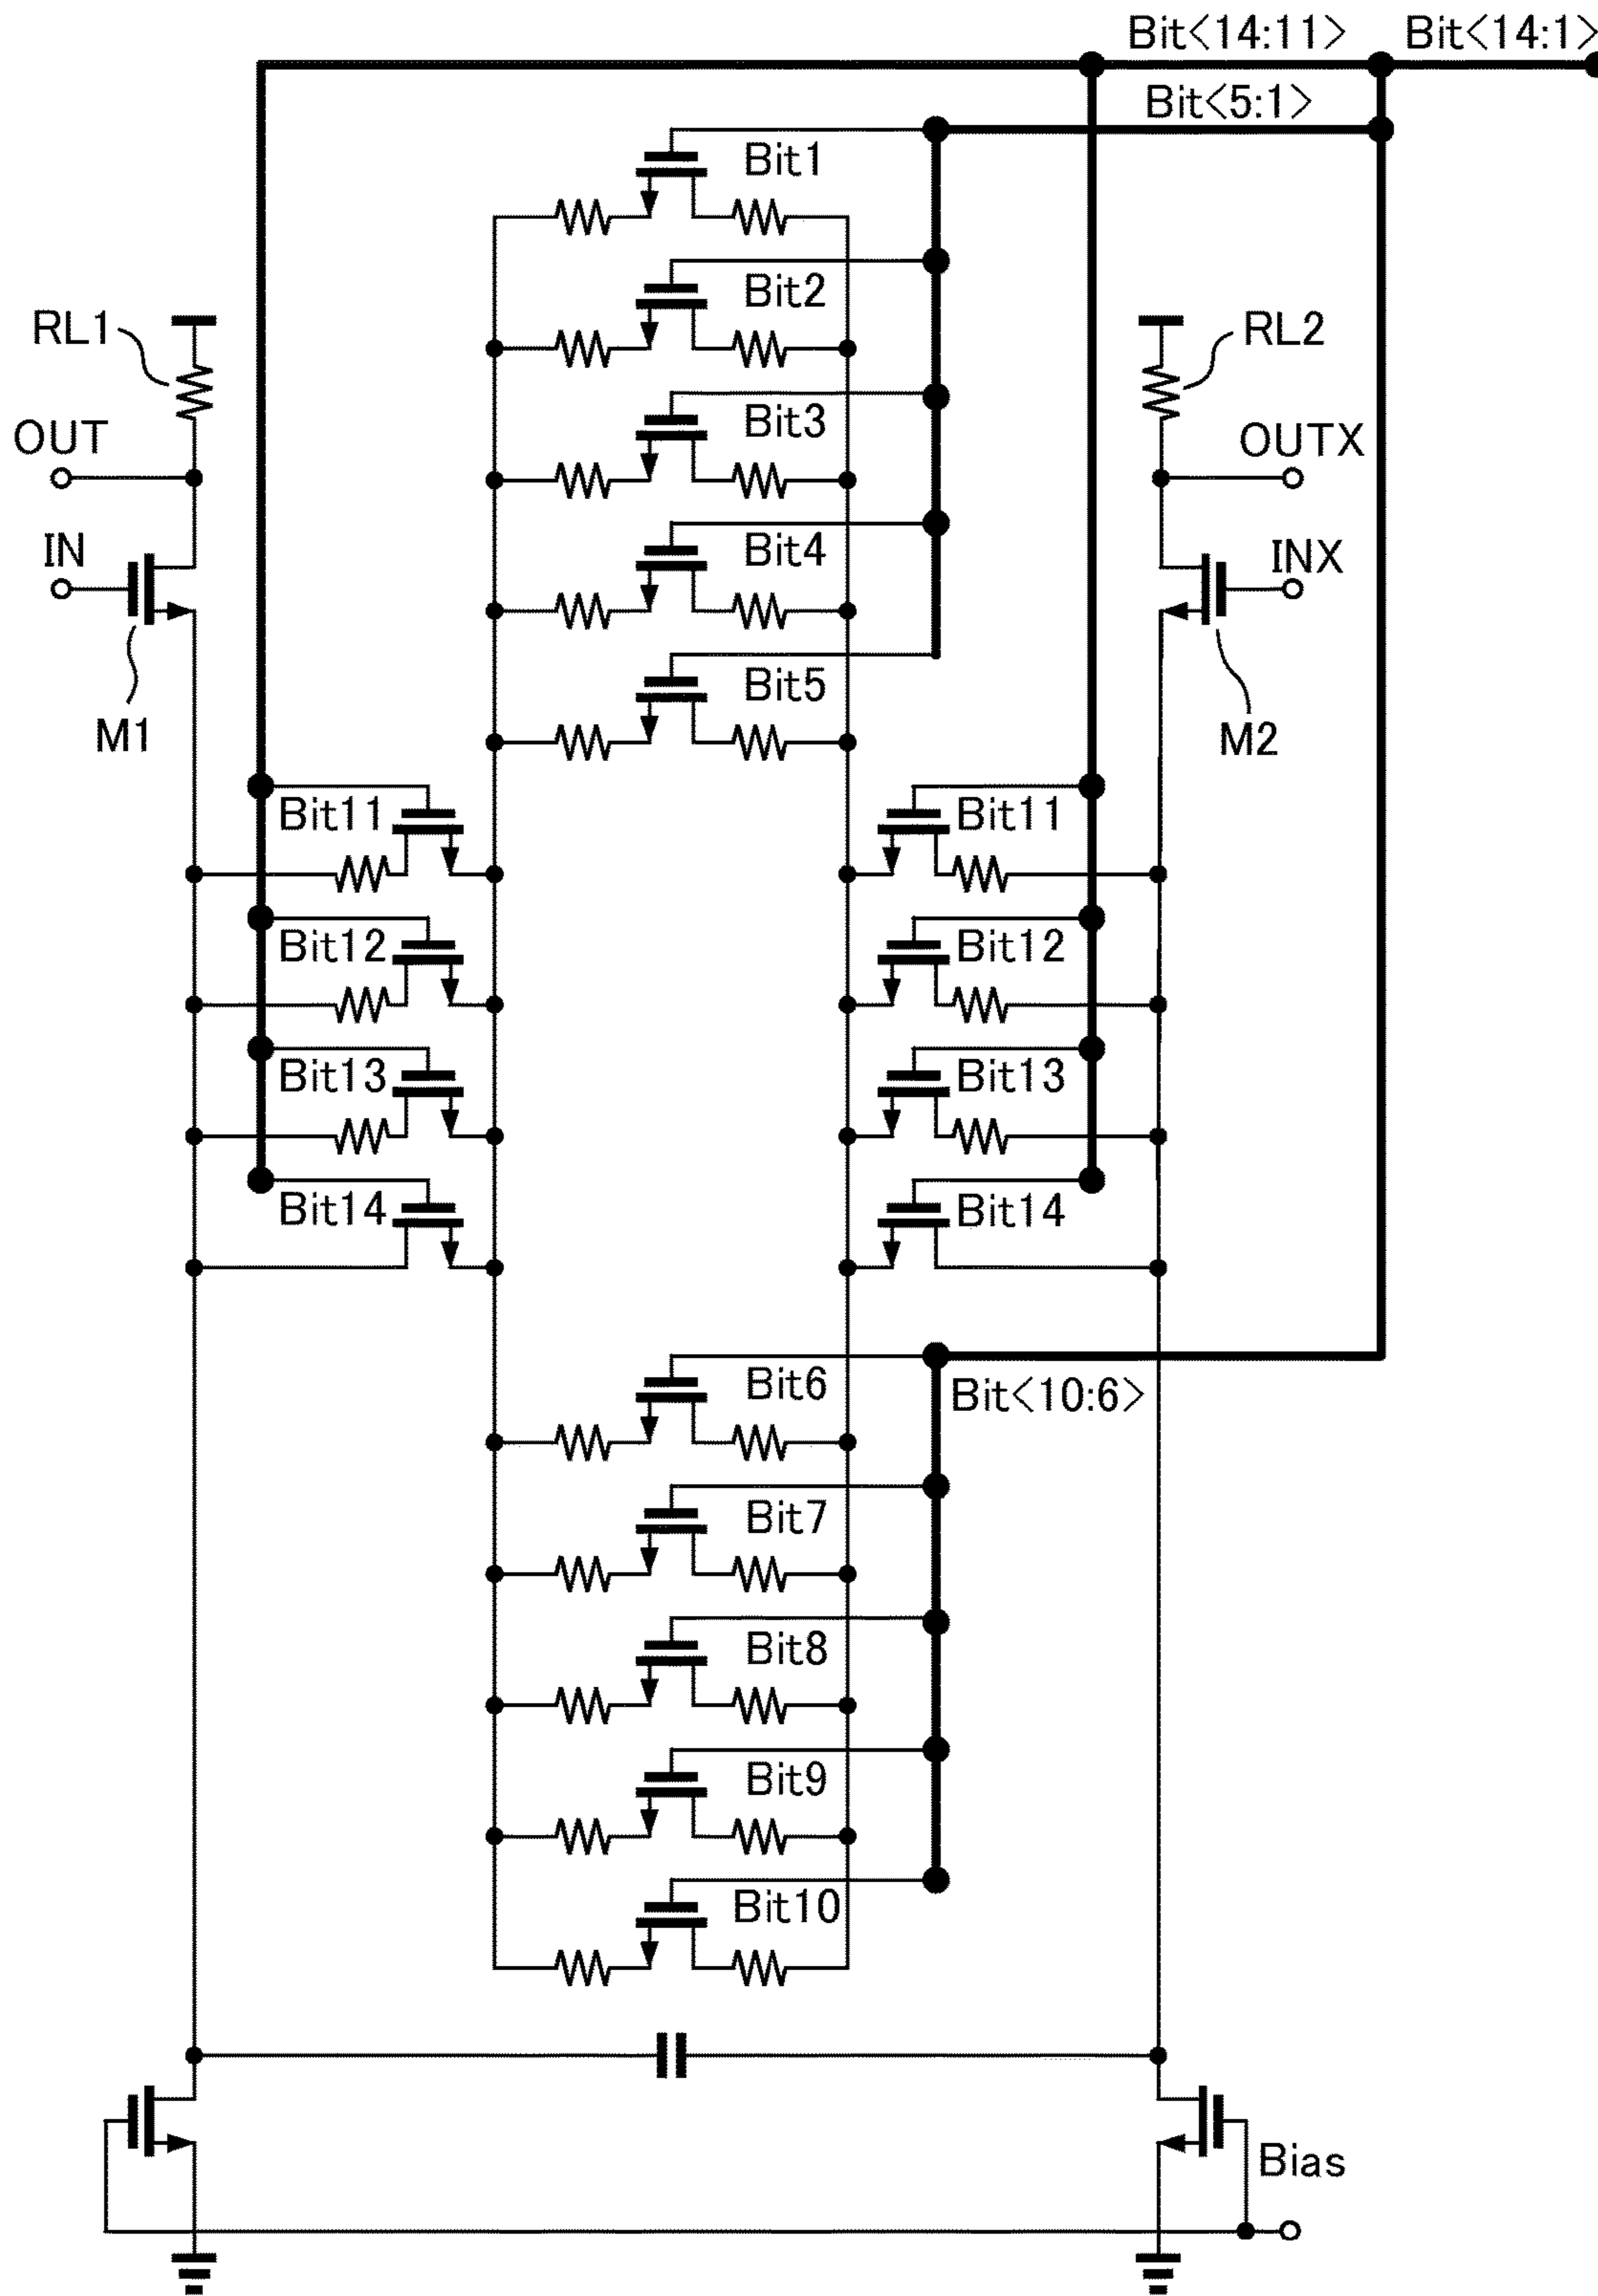 Bit<14:11>
Bit<14:1>
Bit<5:1>
Bit1
Bit2
RL1
RL2
Bit3
OUT
OUTX
IN
Bit4
INX
Bit5
M1
M2
Bit11
Bit11
Bit12
Bit12
Bit13
Bit13
Bit14
Bit14
Bit6
Bit<10:6>
Bit7
Bit8
Bit9
Bit10
Bias